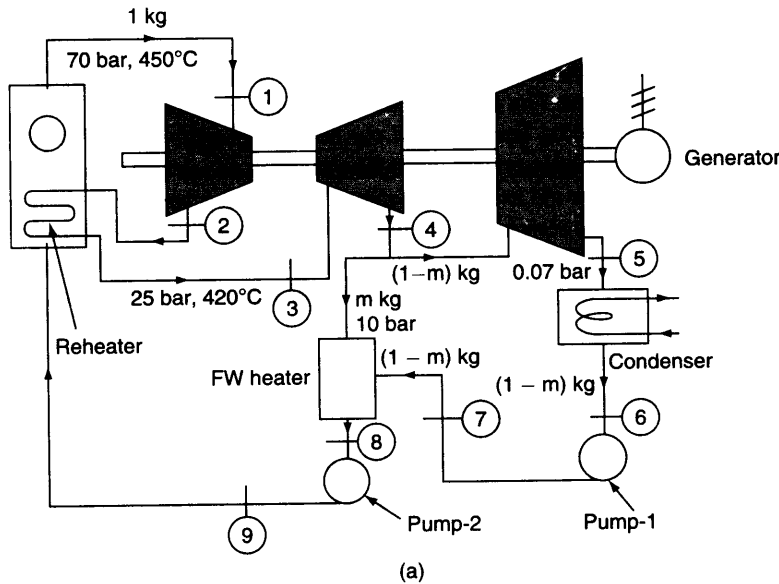 1 kg
70 bar, 450°C
1
Generator
2
4
(1-m) kg
0.07 bar
5
25 bar, 420°C
3
m kg
10 bar
Reheater
FW heater
(1 – m) kg
Condenser
(1 – m) kg
7
6
8
9
Pump-2
Pump-1
(a)